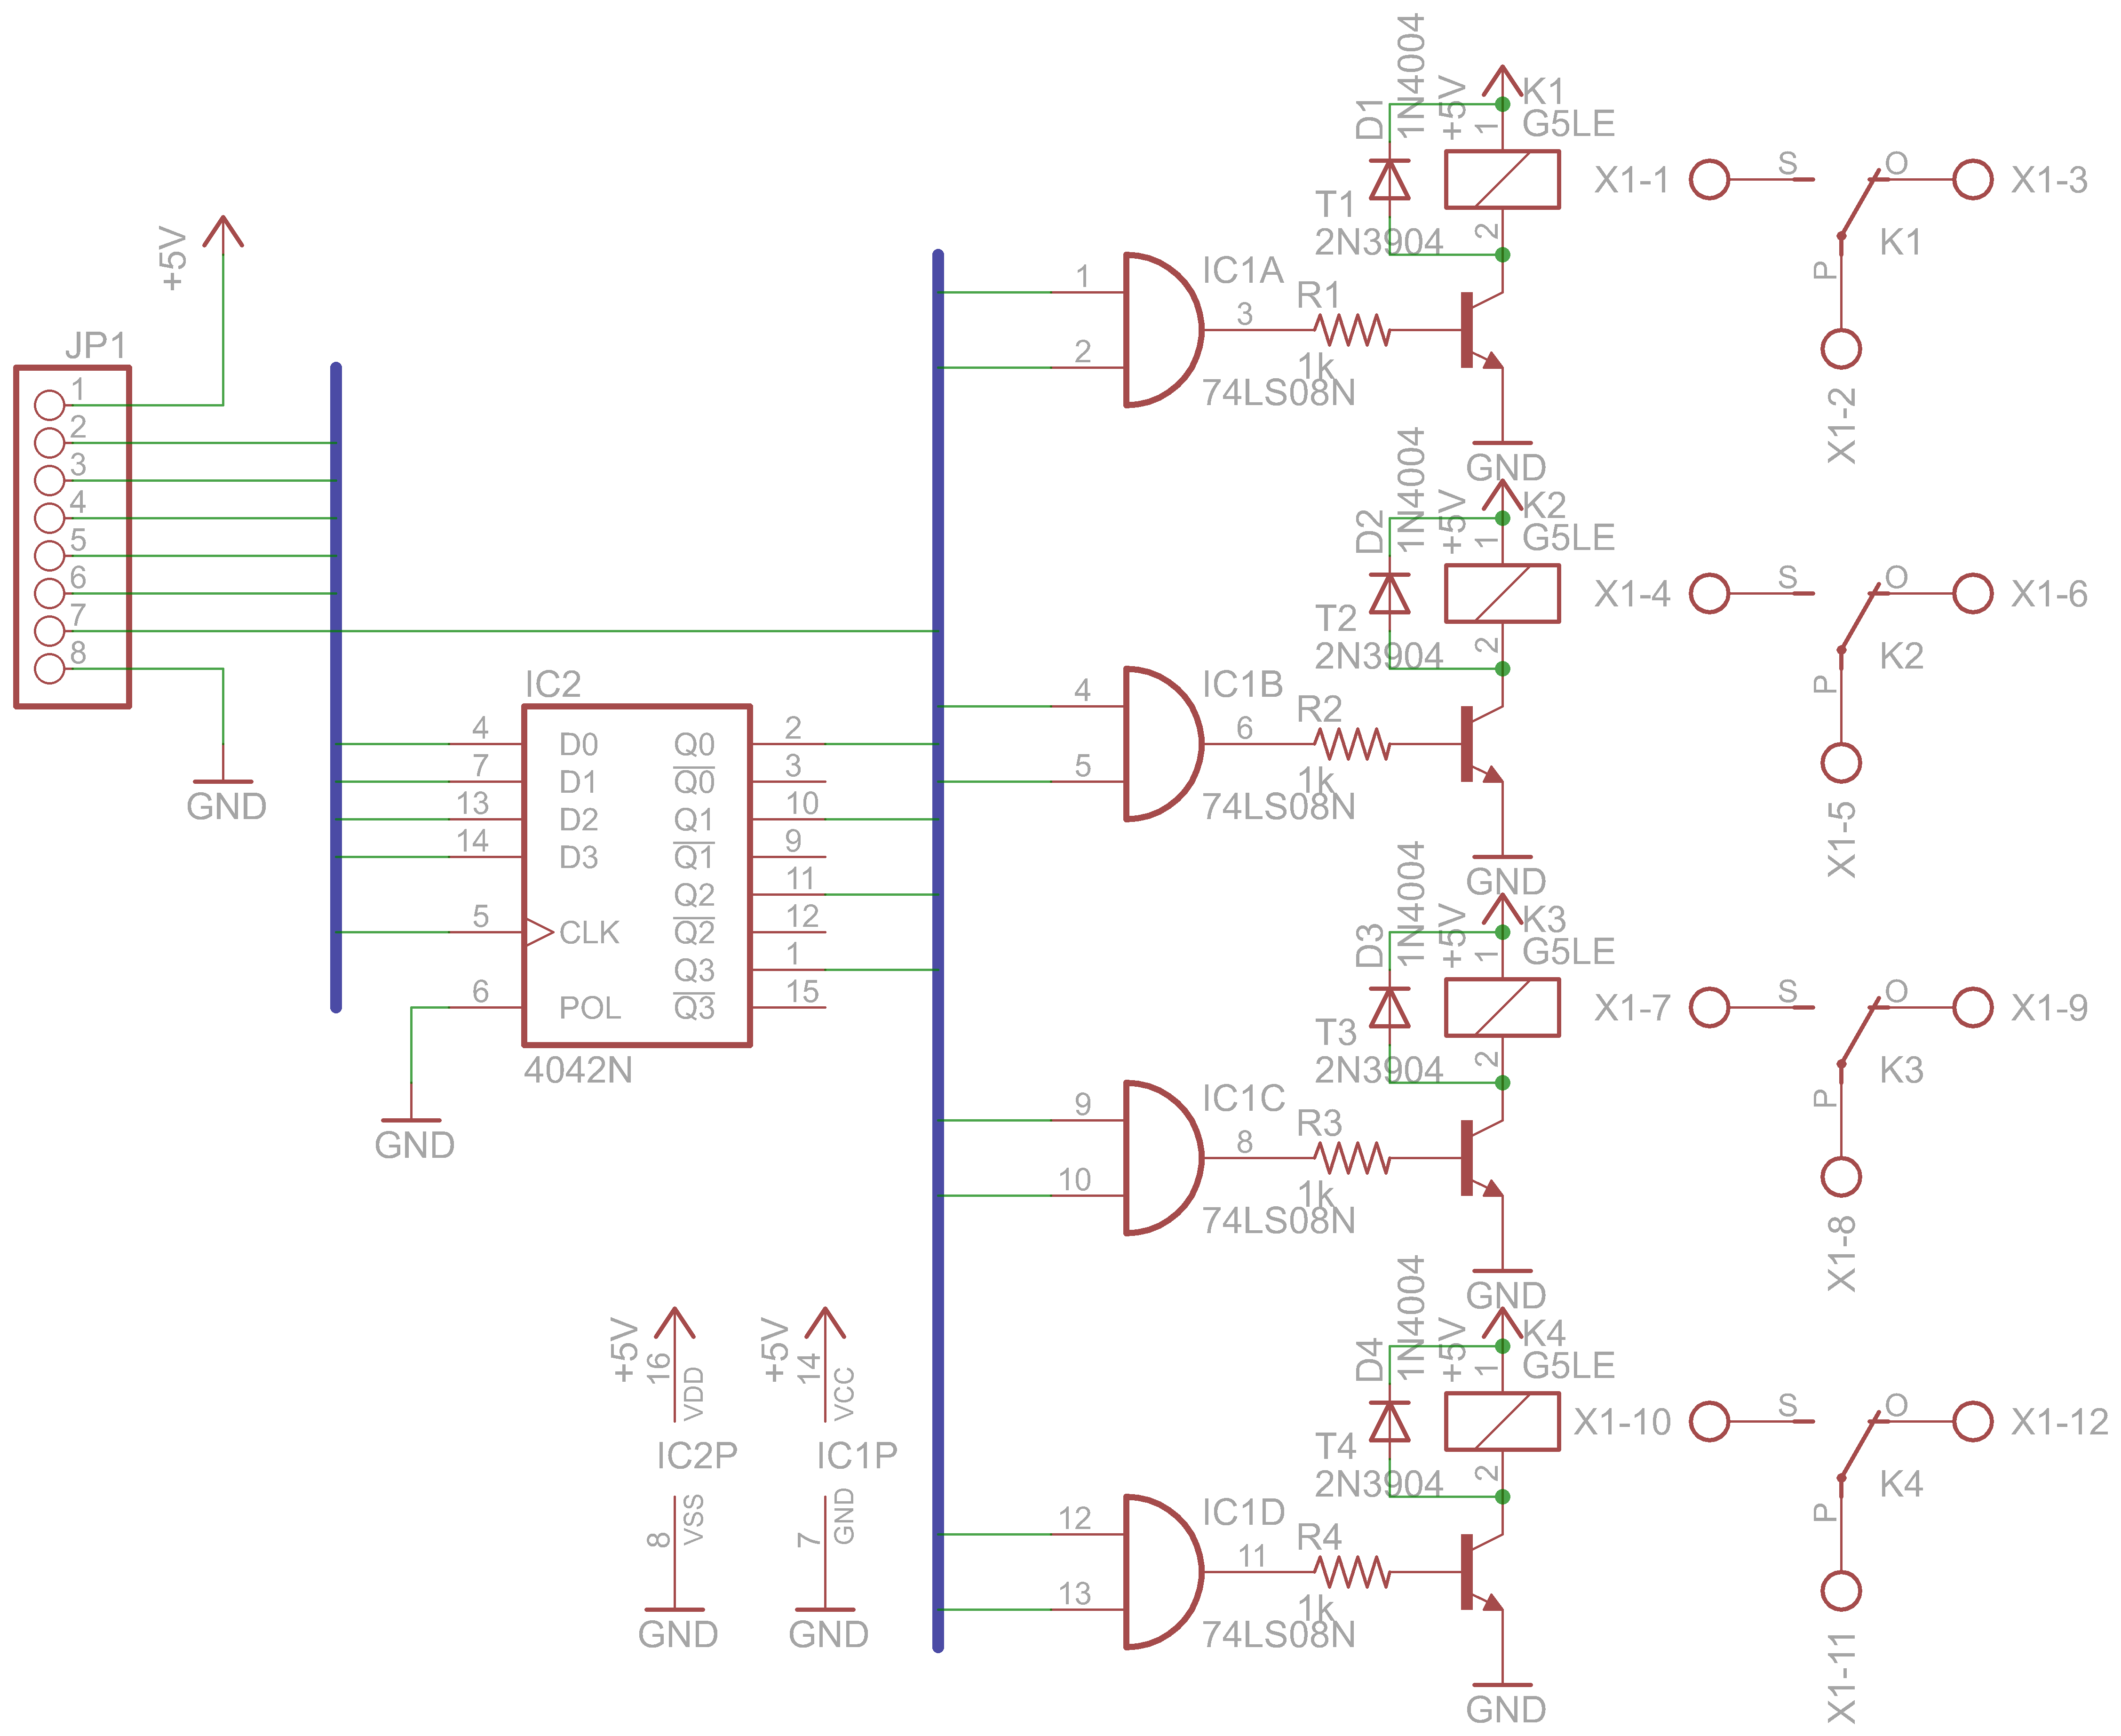 +5V
JP1
1
2
3
4
5
6
7
8
GND
IC2
4 D0 Q0 2
7 D1 Q0 3
13 D2 Q1 10
14 D3 Q1 9
Q2 11
5 CLK Q2 12
Q3 1
6 POL Q3 15
4042N
GND
+5V
16
VDD
IC2P
8
VSS
GND
+5V
14
VCC
IC1P
7
GND
GND
1
2
IC1A
3
74LS08N
R1
1k
D1
1N4004
+5V
K1
G5LE
1
2
T1
2N3904
GND
X1-1
S
O
X1-3
K1
P
X1-2
4
5
IC1B
6
74LS08N
R2
1k
D2
1N4004
+5V
K2
G5LE
1
2
T2
2N3904
GND
X1-4
S
O
X1-6
K2
P
X1-5
9
10
IC1C
8
74LS08N
R3
1k
D3
1N4004
+5V
K3
G5LE
1
2
T3
2N3904
GND
X1-7
S
O
X1-9
K3
P
X1-8
12
13
IC1D
11
74LS08N
R4
1k
D4
1N4004
+5V
K4
G5LE
1
2
T4
2N3904
GND
X1-10
S
O
X1-12
K4
P
X1-11